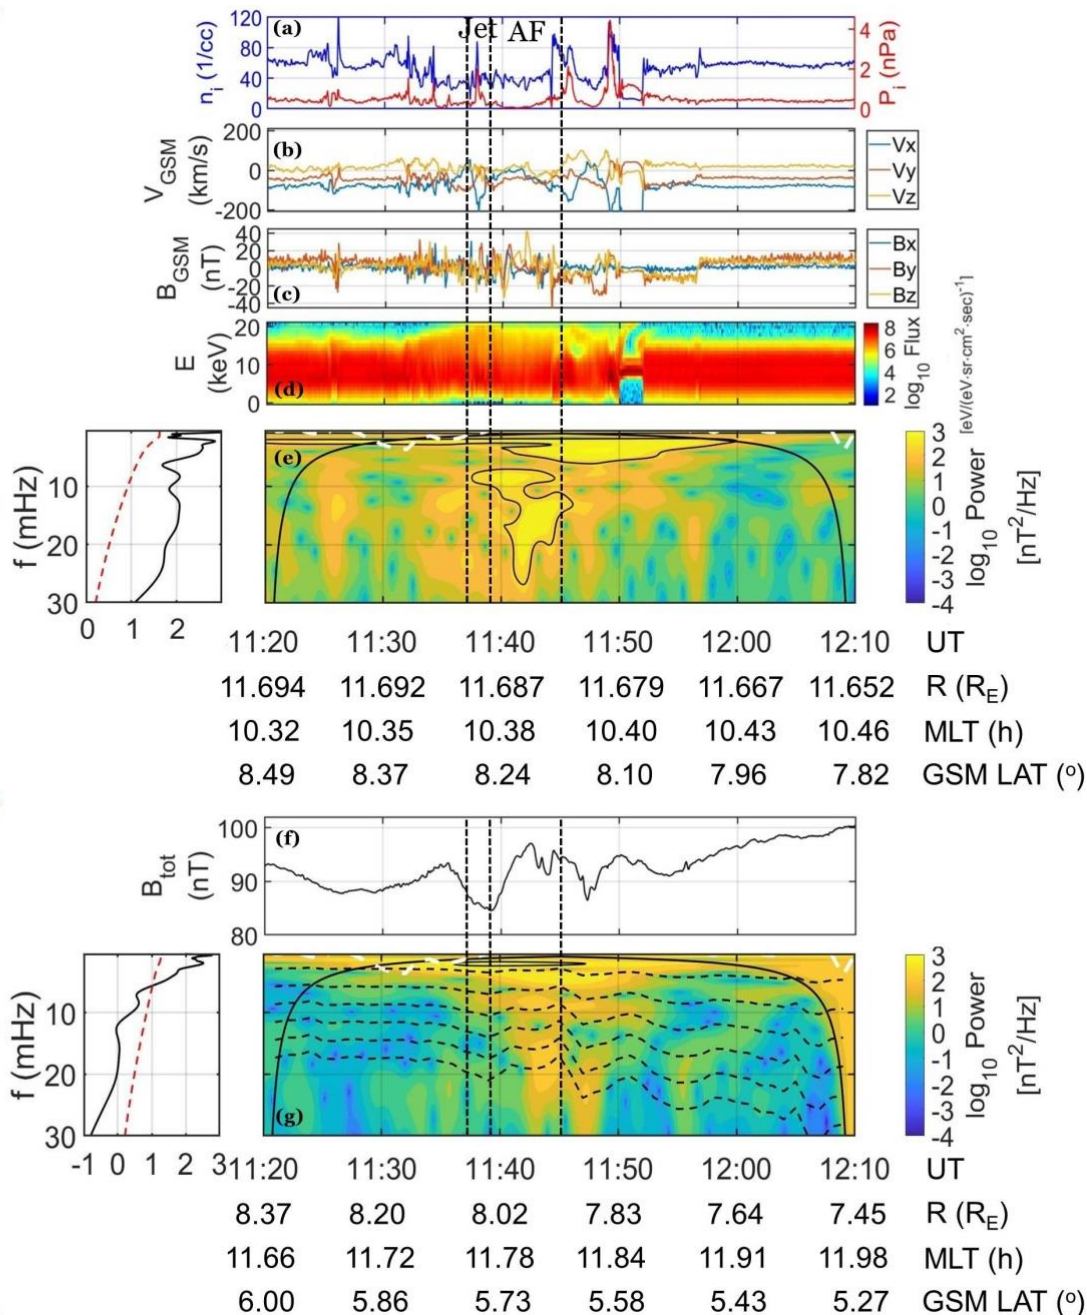 Jet AF
(a)
120
80
40
0
n_i (1/cc)
4
2
0
P_i (nPa)
(b)
200
0
-200
V_GSM
(km/s)
Vx
Vy
Vz
(c)
40
20
0
-20
-40
B_GSM
(nT)
Bx
By
Bz
(d)
20
10
0
E
(keV)
8
6
4
2
log_10 Flux
[eV/(eV·sr·cm²·sec)⁻¹]
(e)
10
20
30
f (mHz)
0 1 2
3
2
1
0
-1
-2
-3
-4
log_10 Power
[nT²/Hz]
11:20 11:30 11:40 11:50 12:00 12:10 UT
11.694 11.692 11.687 11.679 11.667 11.652 R (R_E)
10.32 10.35 10.38 10.40 10.43 10.46 MLT (h)
8.49 8.37 8.24 8.10 7.96 7.82 GSM LAT (°)
(f)
100
90
80
B_tot
(nT)
(g)
10
20
30
f (mHz)
-1 0 1 2 3
3
2
1
0
-1
-2
-3
-4
log_10 Power
[nT²/Hz]
11:20 11:30 11:40 11:50 12:00 12:10 UT
8.37 8.20 8.02 7.83 7.64 7.45 R (R_E)
11.66 11.72 11.78 11.84 11.91 11.98 MLT (h)
6.00 5.86 5.73 5.58 5.43 5.27 GSM LAT (°)